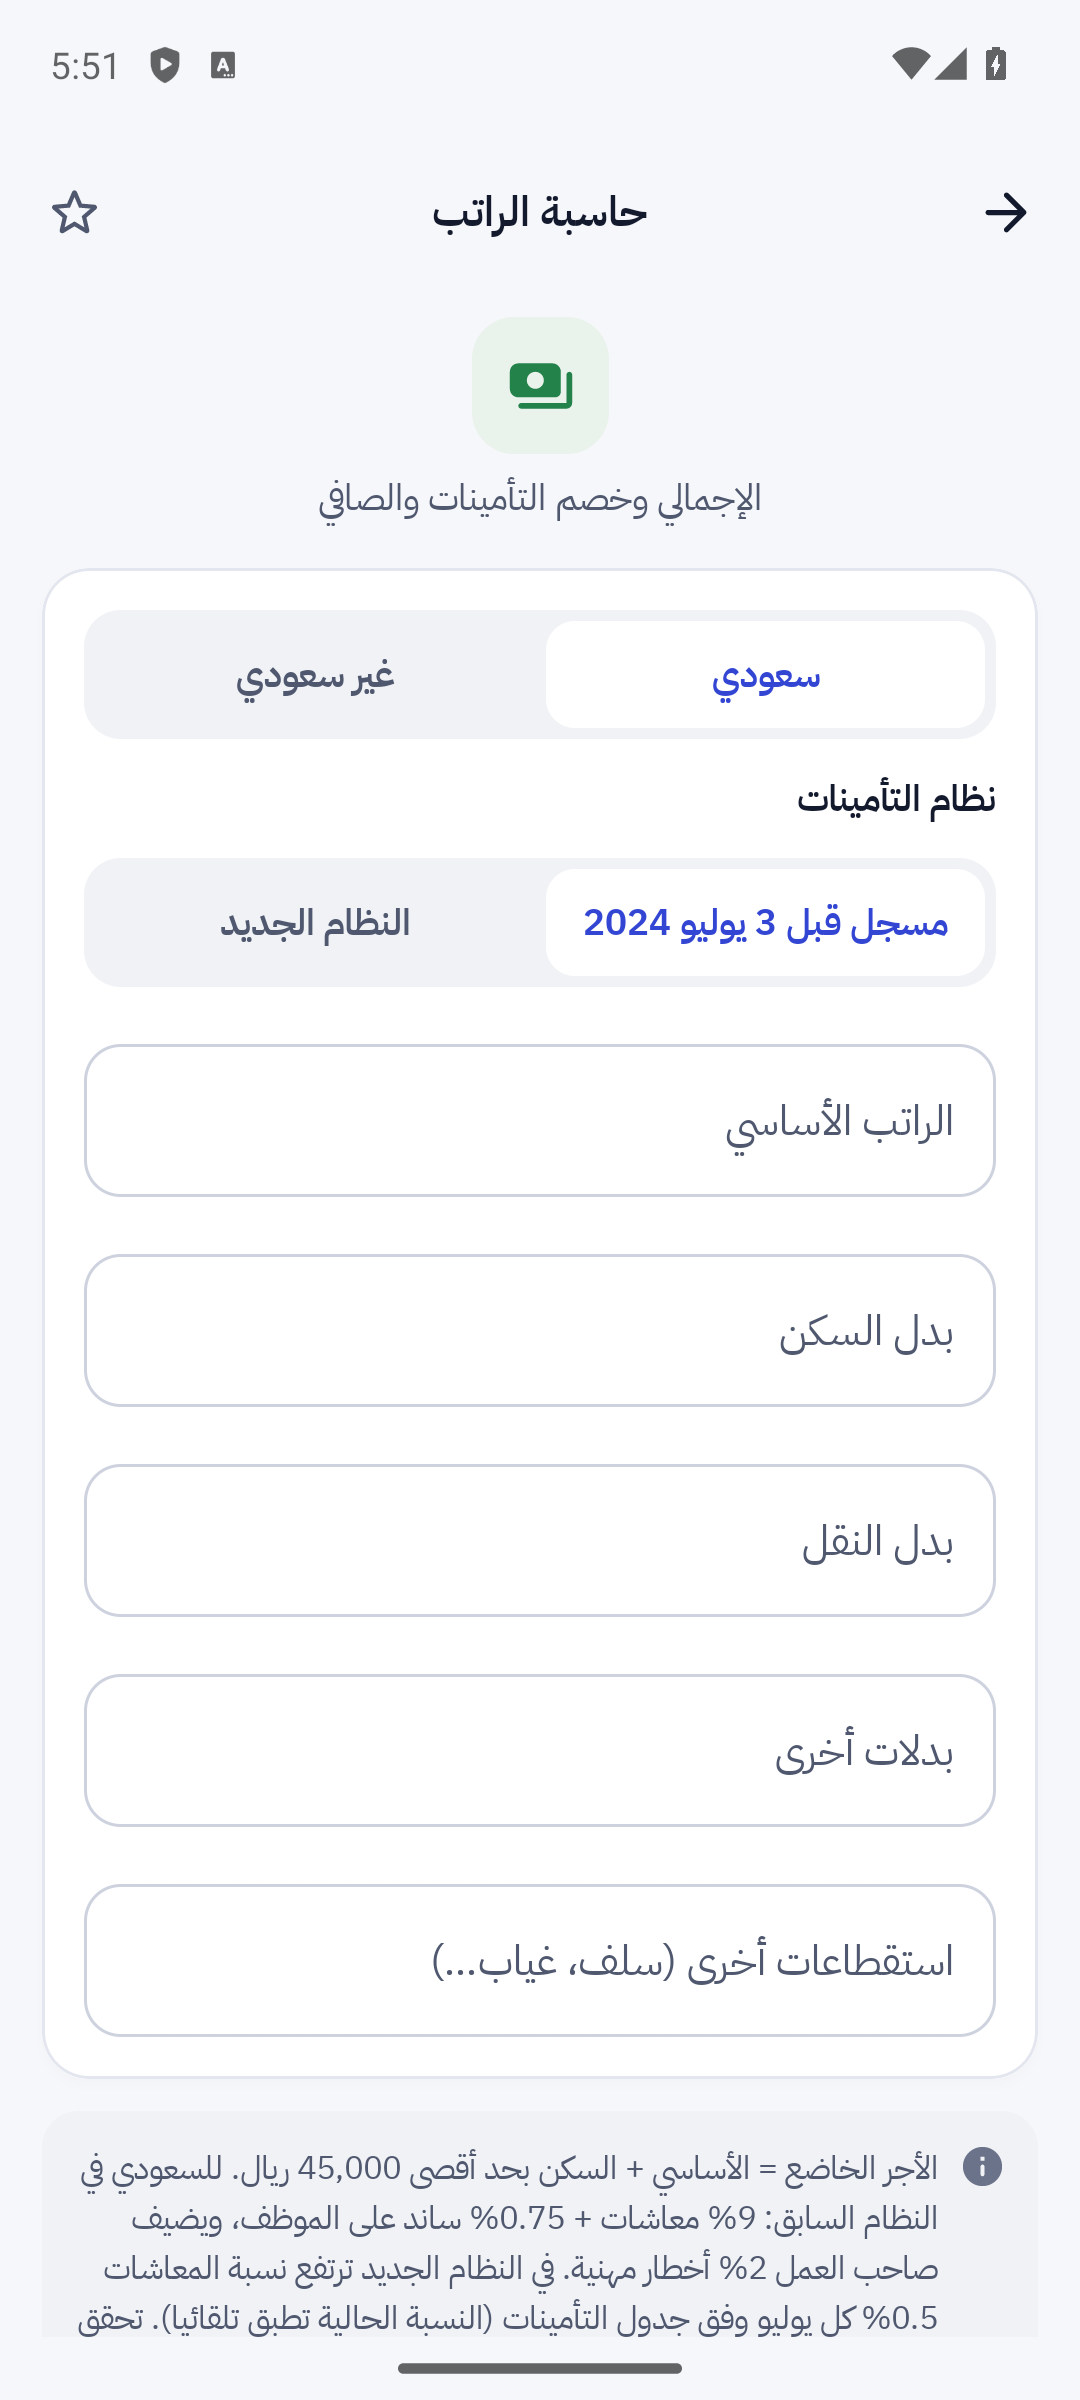 5:51
حاسبة الراتب
الإجمالي وخصم التأمينات والصافي
سعودي
غير سعودي
نظام التأمينات
مسجل قبل 3 يوليو 2024
النظام الجديد
الراتب الأساسي
بدل السكن
بدل النقل
بدلات أخرى
استقطاعات أخرى (سلف، غياب...)
الأجر الخاضع = الأساسي + السكن بحد أقصى 45,000 ريال. للسعودي في
النظام السابق: 9% معاشات + 0.75% ساند على الموظف، ويضيف
صاحب العمل 2% أخطار مهنية. في النظام الجديد ترتفع نسبة المعاشات
0.5% كل يوليو وفق جدول التأمينات (النسبة الحالية تطبق تلقائيا). تحقق